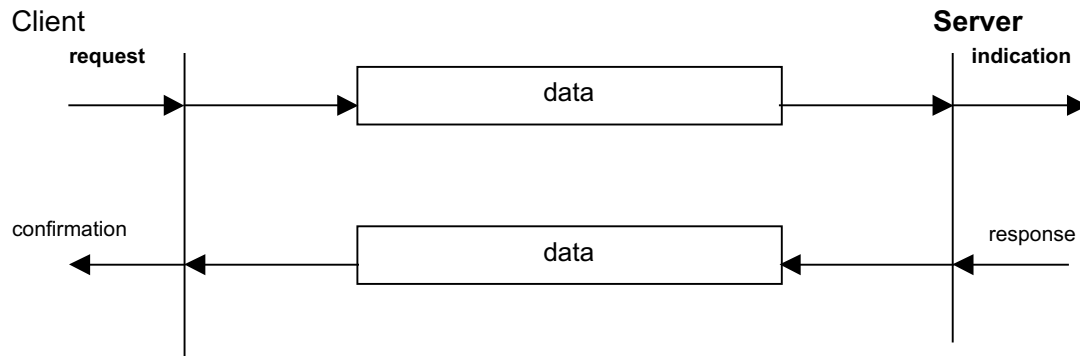 Client Server
request indication
data
confirmation
data
response